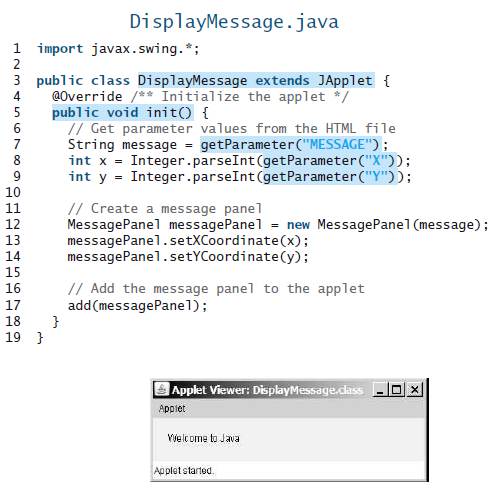 DisplayMessage.java
1 import javax.swing.*;
2
3 public class DisplayMessage extends JApplet {
4 @Override /** Initialize the applet */
5 public void init() {
6 // Get parameter values from the HTML file
7 String message = getParameter("MESSAGE");
8 int x = Integer.parseInt(getParameter("X"));
9 int y = Integer.parseInt(getParameter("Y"));
10
11 // Create a message panel
12 MessagePanel messagePanel = new MessagePanel(message);
13 messagePanel.setXCoordinate(x);
14 messagePanel.setYCoordinate(y);
15
16 // Add the message panel to the applet
17 add(messagePanel);
18 }
19 }
Applet Viewer: DisplayMessage.class
Applet
Welcome to Java
Applet started.